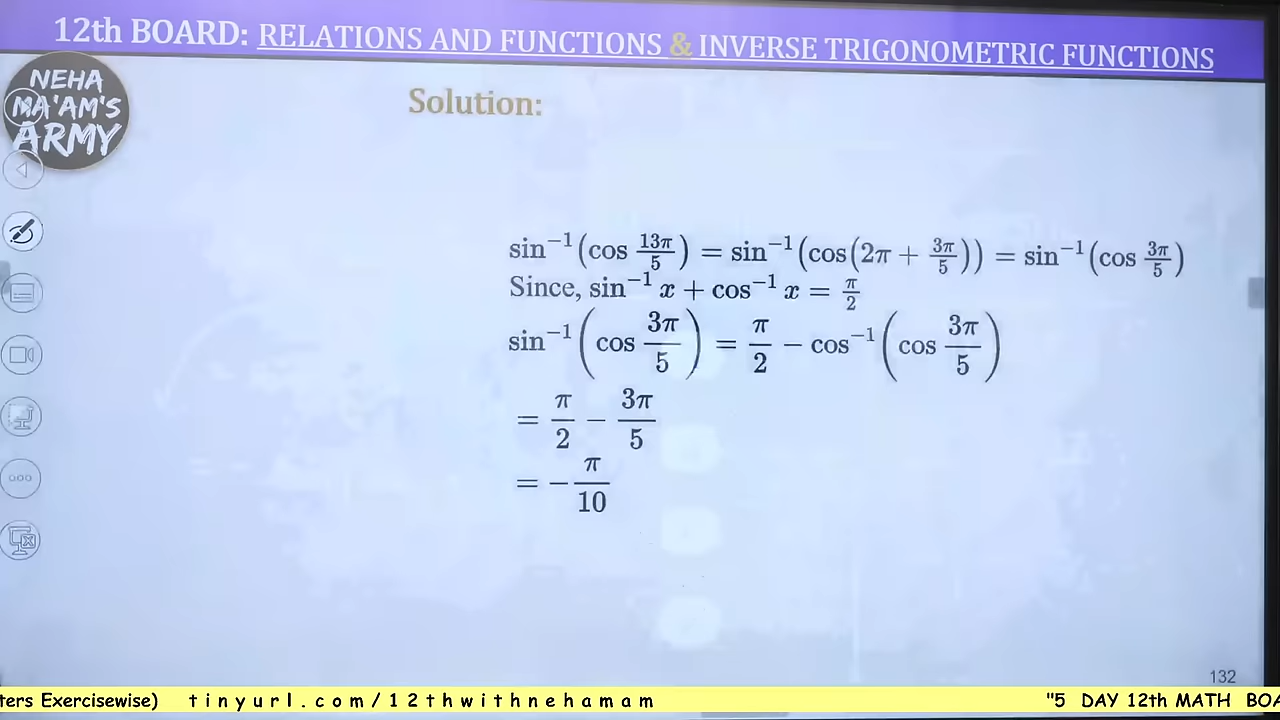 12th BOARD: RELATIONS AND FUNCTIONS & INVERSE TRIGONOMETRIC FUNCTIONS
NEHA
MA'AM'S
ARMY
Solution:
sin⁻¹(cos 13π/5) = sin⁻¹(cos(2π + 3π/5)) = sin⁻¹(cos 3π/5)
Since, sin⁻¹ x + cos⁻¹ x = π/2
sin⁻¹(cos 3π/5) = π/2 − cos⁻¹(cos 3π/5)
= π/2 − 3π/5
= −π/10
132
ters Exercisewise) tinyurl.com/12thwithnehamam "5 DAY 12th MATH BOA